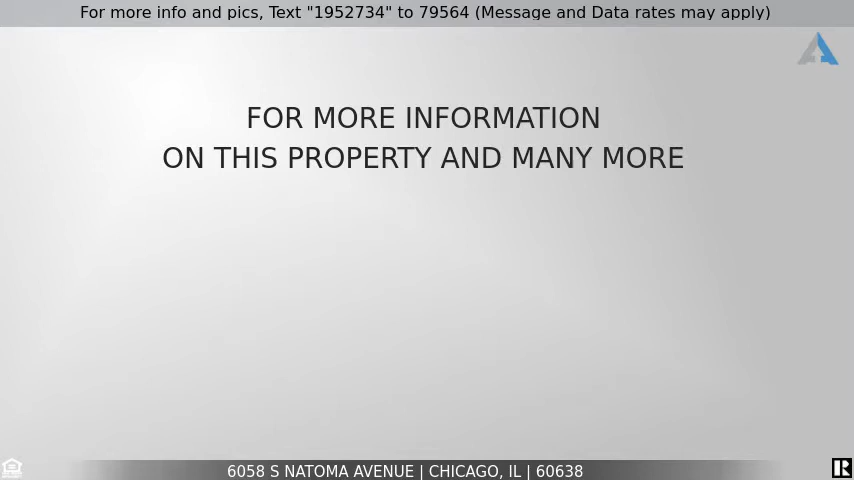 For more info and pics, Text "1952734" to 79564 (Message and Data rates may apply)
FOR MORE INFORMATION
ON THIS PROPERTY AND MANY MORE
6058 S NATOMA AVENUE | CHICAGO, IL | 60638